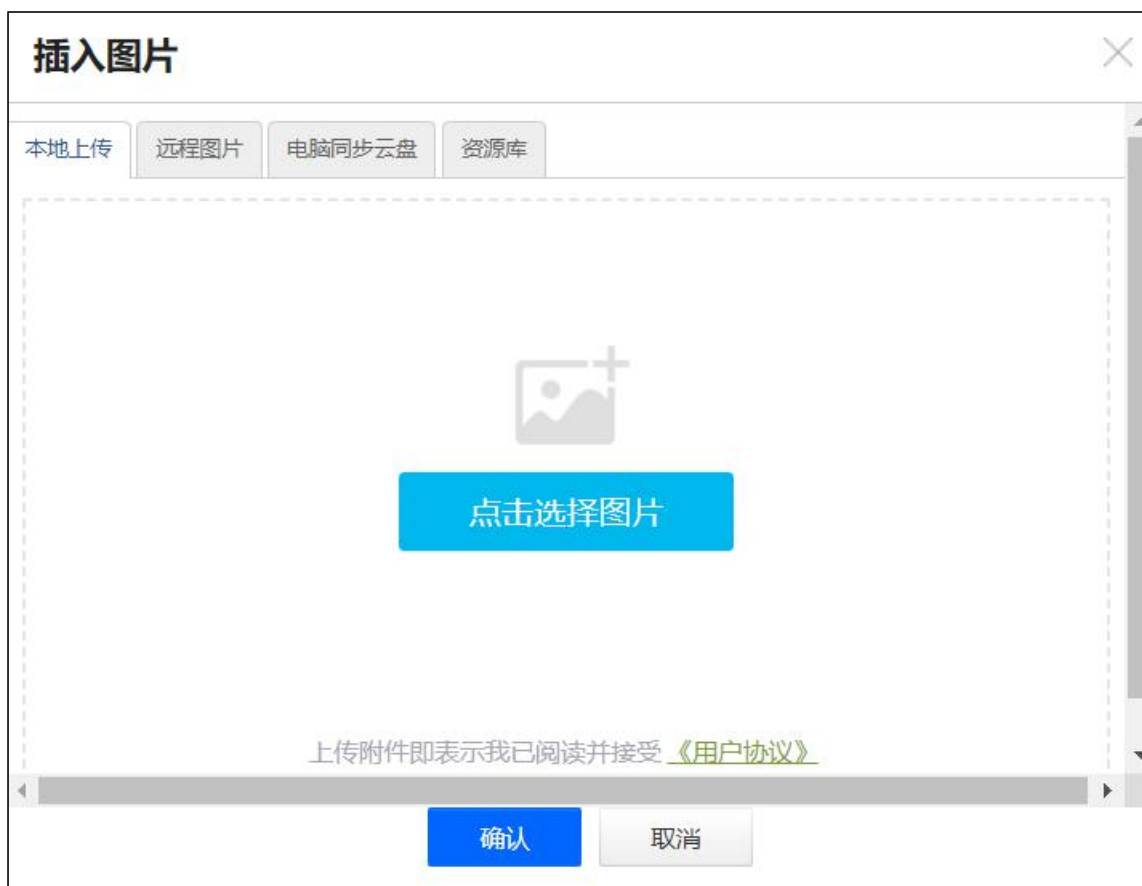 插入图片
本地上传 远程图片 电脑同步云盘 资源库
点击选择图片
上传附件即表示我已阅读并接受 《用户协议》
确认 取消